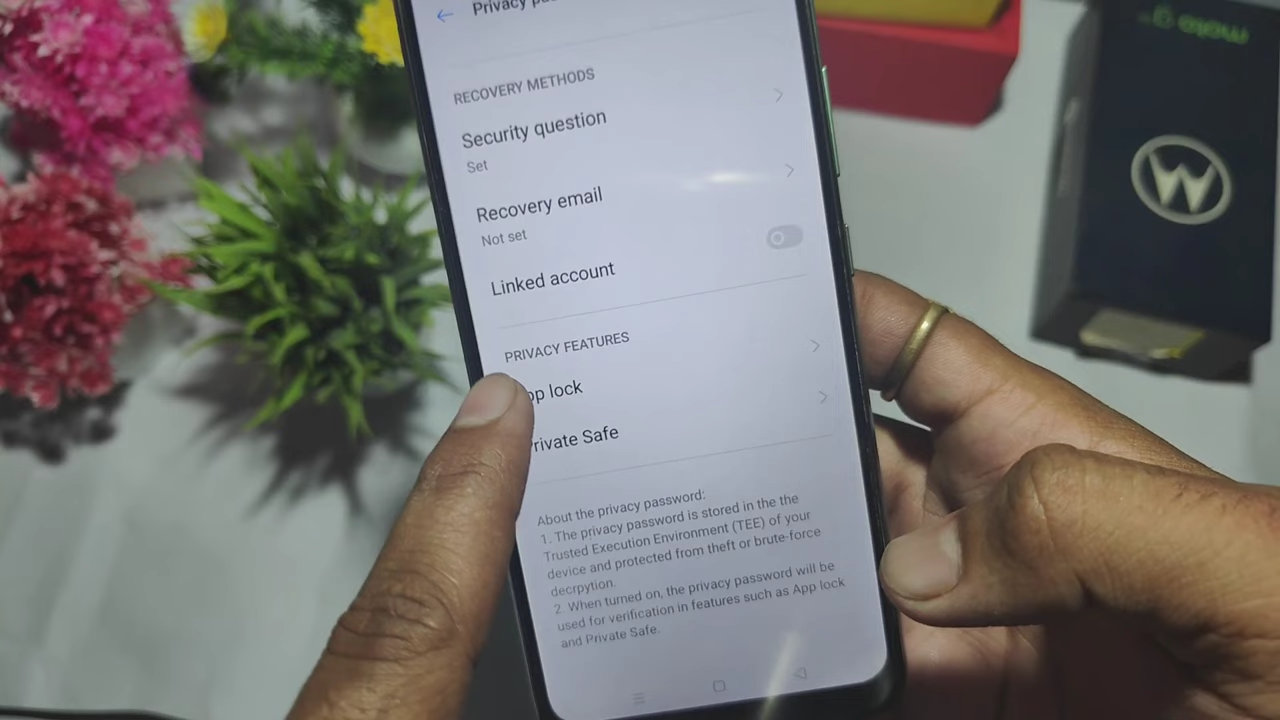 Privacy
RECOVERY METHODS
Security question
Set
Recovery email
Not set
Linked account
PRIVACY FEATURES
pp lock
rivate Safe
About the privacy password:
1. The privacy password is stored in the the
Trusted Execution Environment (TEE) of your
device and protected from theft or brute-force
decrpytion.
2. When turned on, the privacy password will be
used for verification in features such as App lock
and Private Safe.
moto g